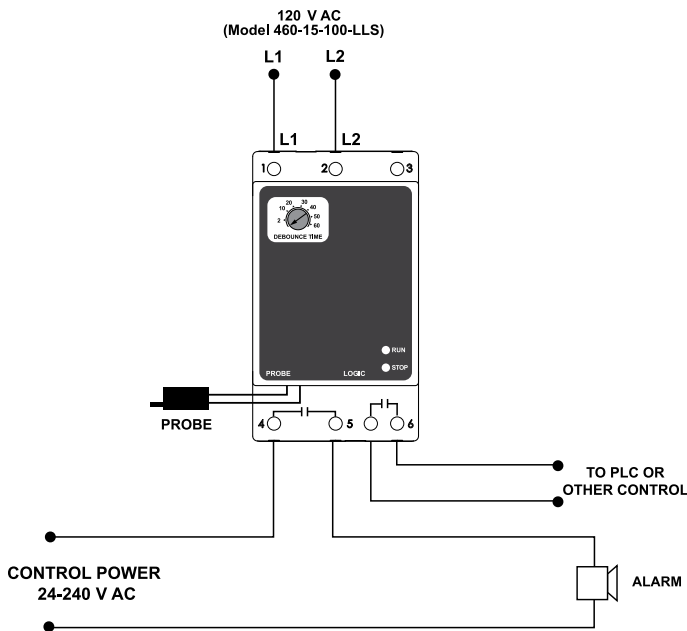 120 V AC
(Model 460-15-100-LLS)
L1 L2
L1 L2
1 2 3
2 10 20 30 40 50 60
DEBOUNCE TIME
RUN
STOP
PROBE LOGIC
PROBE
4 5 6
TO PLC OR
OTHER CONTROL
CONTROL POWER
24-240 V AC
ALARM